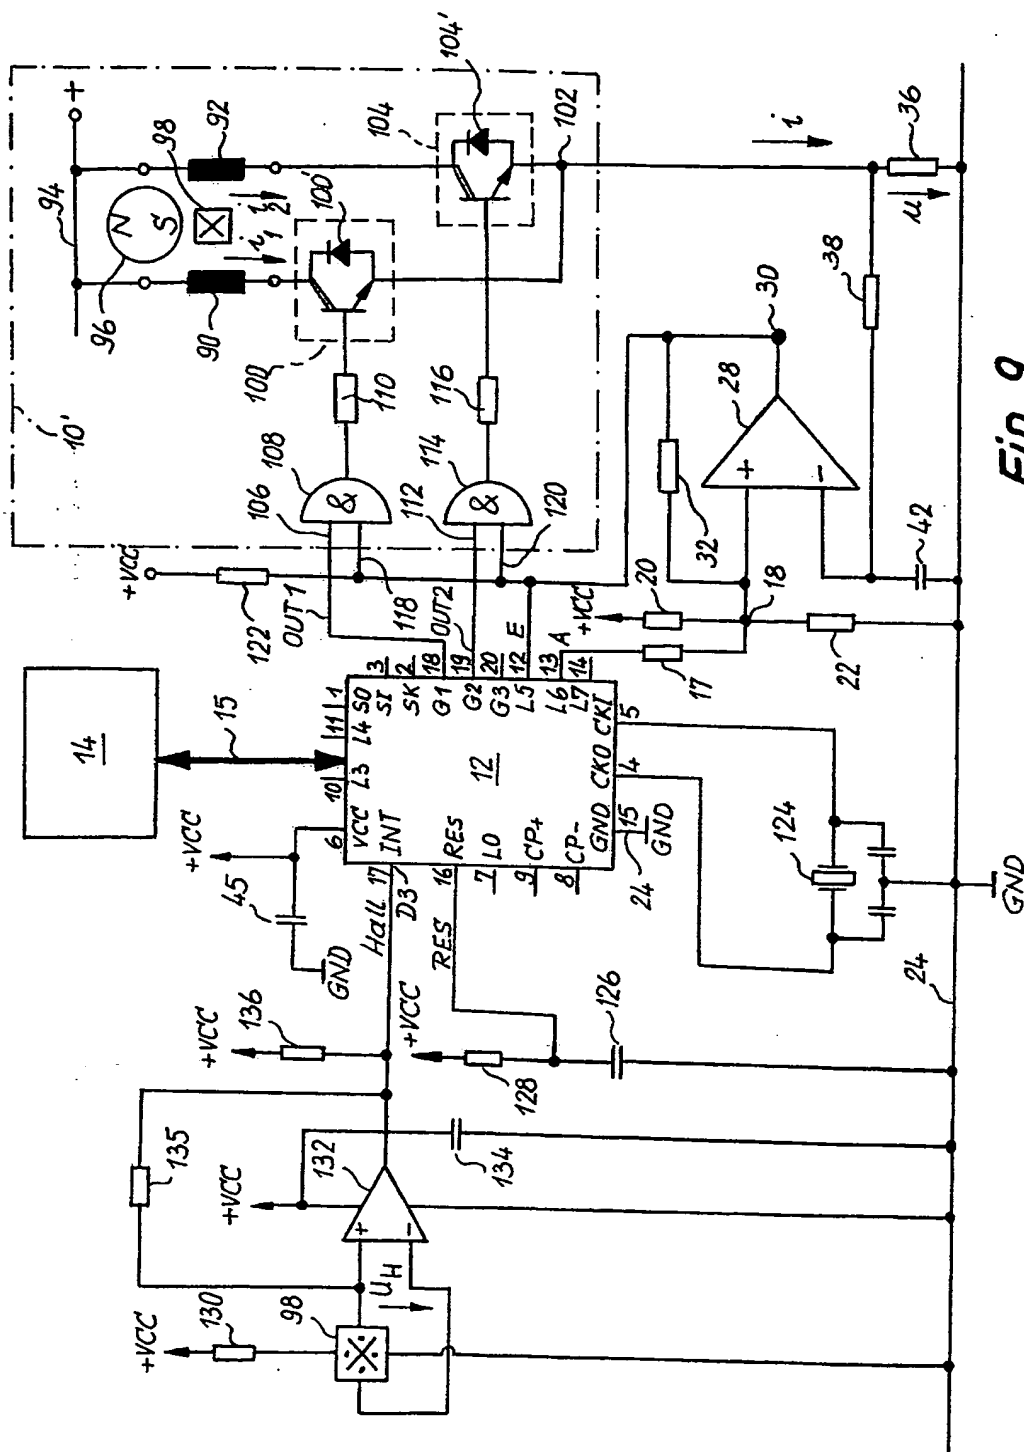 +VCC
130
98
u_H
135
+VCC
132
+
−
134
+VCC
136
Hall
D3
+VCC
128
RES
126
45
GND
+VCC
14
15
6
10
11
1
VCC
L3
L4
SO
17
INT
SI
3
16
RES
SK
2
G1
18
7
LO
12
G2
19
9
CP+
G3
20
8
CP−
L5
12
GND
CKO
CKI
L6
13
L7
14
15
4
5
24
GND
124
24
GND
+VCC
122
OUT1
118
OUT2
E
A
+VCC
20
17
18
22
10'
106
108
&
110
112
114
&
116
120
94
+
96
N
S
98
90
92
i1
i2
100
100'
104
104'
102
i
32
28
+
−
30
38
42
u
36
Fig. 9